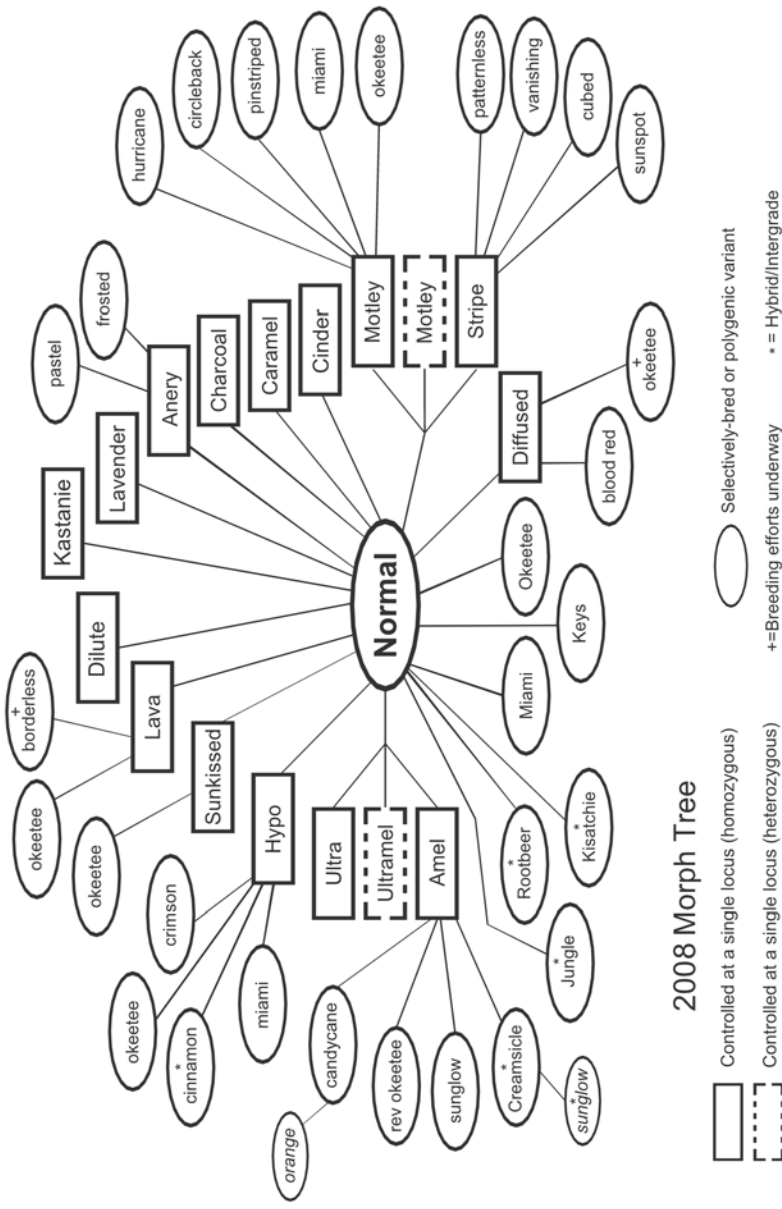 okeetee
+
borderless
pastel
frosted
hurricane
circleback
pinstriped
miami
okeetee
okeetee
crimson
okeetee
*
cinnamon
miami
Lava
Dilute
Kastanie
Lavender
Anery
Charcoal
Caramel
Cinder
Sunkissed
Hypo
orange
candycane
rev okeetee
sunglow
*
Creamsicle
*
sunglow
Ultra
Ultramel
Amel
Normal
Motley
Motley
Stripe
patternless
vanishing
cubed
sunspot
Diffused
blood red
+
okeetee
*
Jungle
*
Rootbeer
*
Kisatchie
Miami
Keys
Okeetee
2008 Morph Tree
Controlled at a single locus (homozygous)
Selectively-bred or polygenic variant
Controlled at a single locus (heterozygous)
+=Breeding efforts underway
* = Hybrid/Intergrade